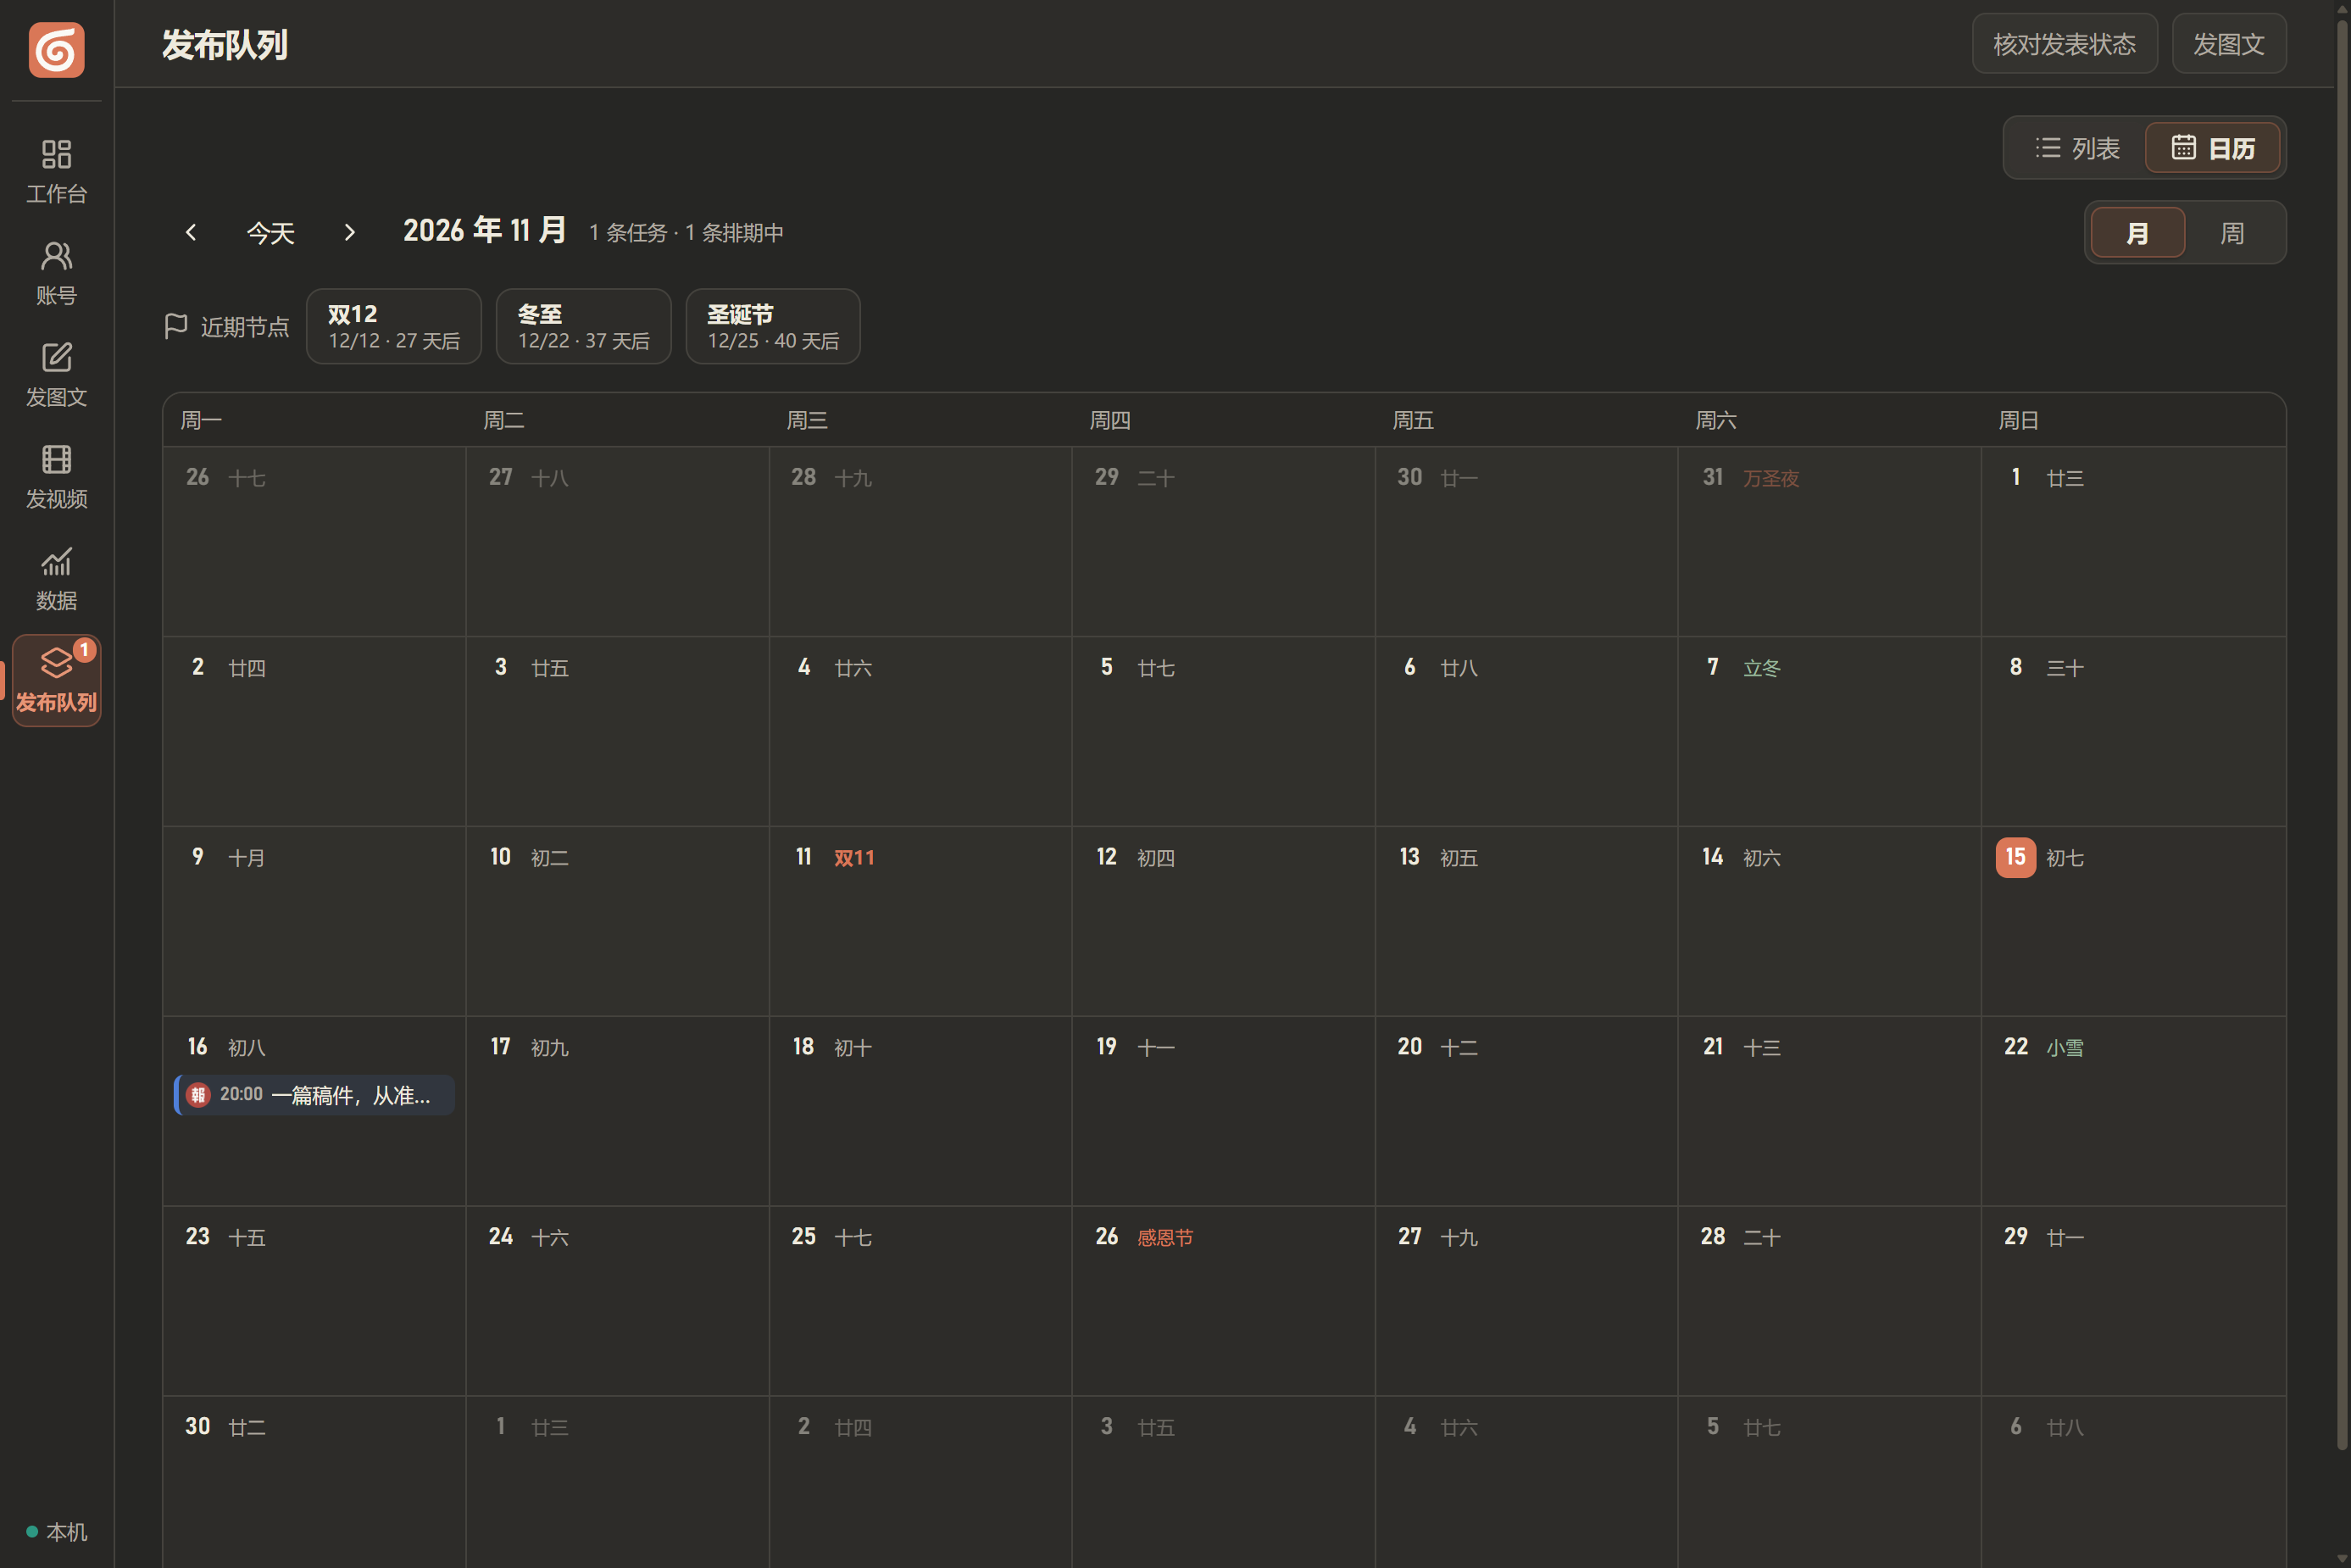 发布队列
核对发表状态
发图文
工作台
账号
发图文
发视频
数据
1
发布队列
本机
列表
日历
今天
2026 年 11 月
1 条任务 · 1 条排期中
月
周
近期节点
双12
12/12 · 27 天后
冬至
12/22 · 37 天后
圣诞节
12/25 · 40 天后
周一 周二 周三 周四 周五 周六 周日
26 十七 27 十八 28 十九 29 二十 30 廿一 31 万圣夜 1 廿三
2 廿四 3 廿五 4 廿六 5 廿七 6 廿八 7 立冬 8 三十
9 十月 10 初二 11 双11 12 初四 13 初五 14 初六 15 初七
16 初八 17 初九 18 初十 19 十一 20 十二 21 十三 22 小雪
報 20:00 一篇稿件，从准...
23 十五 24 十六 25 十七 26 感恩节 27 十九 28 二十 29 廿一
30 廿二 1 廿三 2 廿四 3 廿五 4 廿六 5 廿七 6 廿八